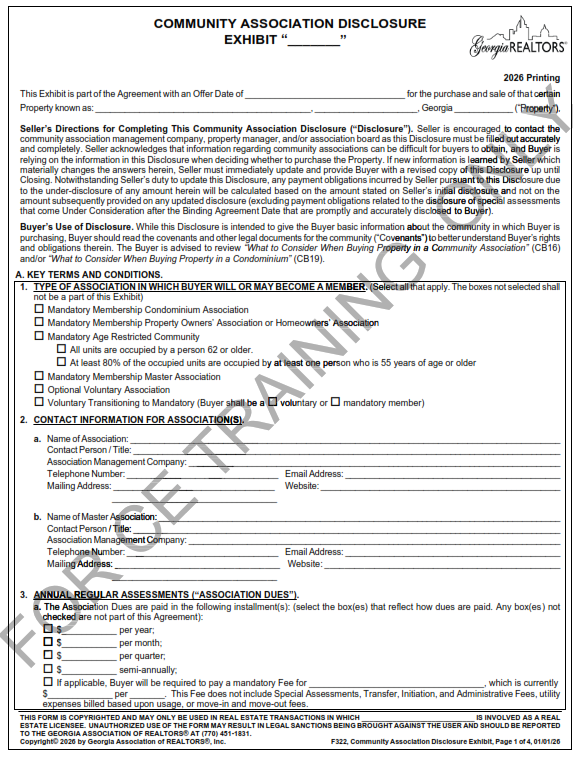 COMMUNITY ASSOCIATION DISCLOSURE
EXHIBIT “_______”
Georgia REALTORS®
2026 Printing
This Exhibit is part of the Agreement with an Offer Date of ______ for the purchase and sale of that certain
Property known as: ______, ______, Georgia ______ (“Property”).
Seller's Directions for Completing This Community Association Disclosure (“Disclosure”). Seller is encouraged to contact the
community association management company, property manager, and/or association board as this Disclosure must be filled out accurately
and completely. Seller acknowledges that information regarding community associations can be difficult for buyers to obtain, and Buyer is
relying on the information in this Disclosure when deciding whether to purchase the Property. If new information is learned by Seller which
materially changes the answers herein, Seller must immediately update and provide Buyer with a revised copy of this Disclosure up until
Closing. Notwithstanding Seller's duty to update this Disclosure, any payment obligations incurred by Seller pursuant to this Disclosure due
to the under-disclosure of any amount herein will be calculated based on the amount stated on Seller's initial disclosure and not on the
amount subsequently provided on any updated disclosure (excluding payment obligations related to the disclosure of special assessments
that come Under Consideration after the Binding Agreement Date that are promptly and accurately disclosed to Buyer).
Buyer's Use of Disclosure. While this Disclosure is intended to give the Buyer basic information about the community in which Buyer is
purchasing, Buyer should read the covenants and other legal documents for the community (“Covenants”) to better understand Buyer's rights
and obligations therein. The Buyer is advised to review “What to Consider When Buying Property in a Community Association” (CB16)
and/or “What to Consider When Buying Property in a Condominium” (CB19).
A. KEY TERMS AND CONDITIONS.
1. TYPE OF ASSOCIATION IN WHICH BUYER WILL OR MAY BECOME A MEMBER. (Select all that apply. The boxes not selected shall
not be a part of this Exhibit)
☐ Mandatory Membership Condominium Association
☐ Mandatory Membership Property Owners' Association or Homeowners' Association
☐ Mandatory Age Restricted Community
☐ All units are occupied by a person 62 or older.
☐ At least 80% of the occupied units are occupied by at least one person who is 55 years of age or older
☐ Mandatory Membership Master Association
☐ Optional Voluntary Association
☐ Voluntary Transitioning to Mandatory (Buyer shall be a ☐ voluntary or ☐ mandatory member)
2. CONTACT INFORMATION FOR ASSOCIATION(S).
a. Name of Association: ______
Contact Person / Title: ______
Association Management Company: ______
Telephone Number: ______ Email Address: ______
Mailing Address: ______ Website: ______
b. Name of Master Association: ______
Contact Person / Title: ______
Association Management Company: ______
Telephone Number: ______ Email Address: ______
Mailing Address: ______ Website: ______
3. ANNUAL REGULAR ASSESSMENTS (“ASSOCIATION DUES”).
a. The Association Dues are paid in the following installment(s): (select the box(es) that reflect how dues are paid. Any box(es) not
checked are not part of this Agreement):
☐ $______ per year;
☐ $______ per month;
☐ $______ per quarter;
☐ $______ semi-annually;
☐ If applicable, Buyer will be required to pay a mandatory Fee for ______, which is currently
$______ per ______. This Fee does not include Special Assessments, Transfer, Initiation, and Administrative Fees, utility
expenses billed based upon usage, or move-in and move-out fees.
THIS FORM IS COPYRIGHTED AND MAY ONLY BE USED IN REAL ESTATE TRANSACTIONS IN WHICH ______ IS INVOLVED AS A REAL
ESTATE LICENSEE. UNAUTHORIZED USE OF THE FORM MAY RESULT IN LEGAL SANCTIONS BEING BROUGHT AGAINST THE USER AND SHOULD BE REPORTED
TO THE GEORGIA ASSOCIATION OF REALTORS® AT (770) 451-1831.
Copyright© 2026 by Georgia Association of REALTORS®, Inc. F322, Community Association Disclosure Exhibit, Page 1 of 4, 01/01/26
FOR CE TRAINING ONLY